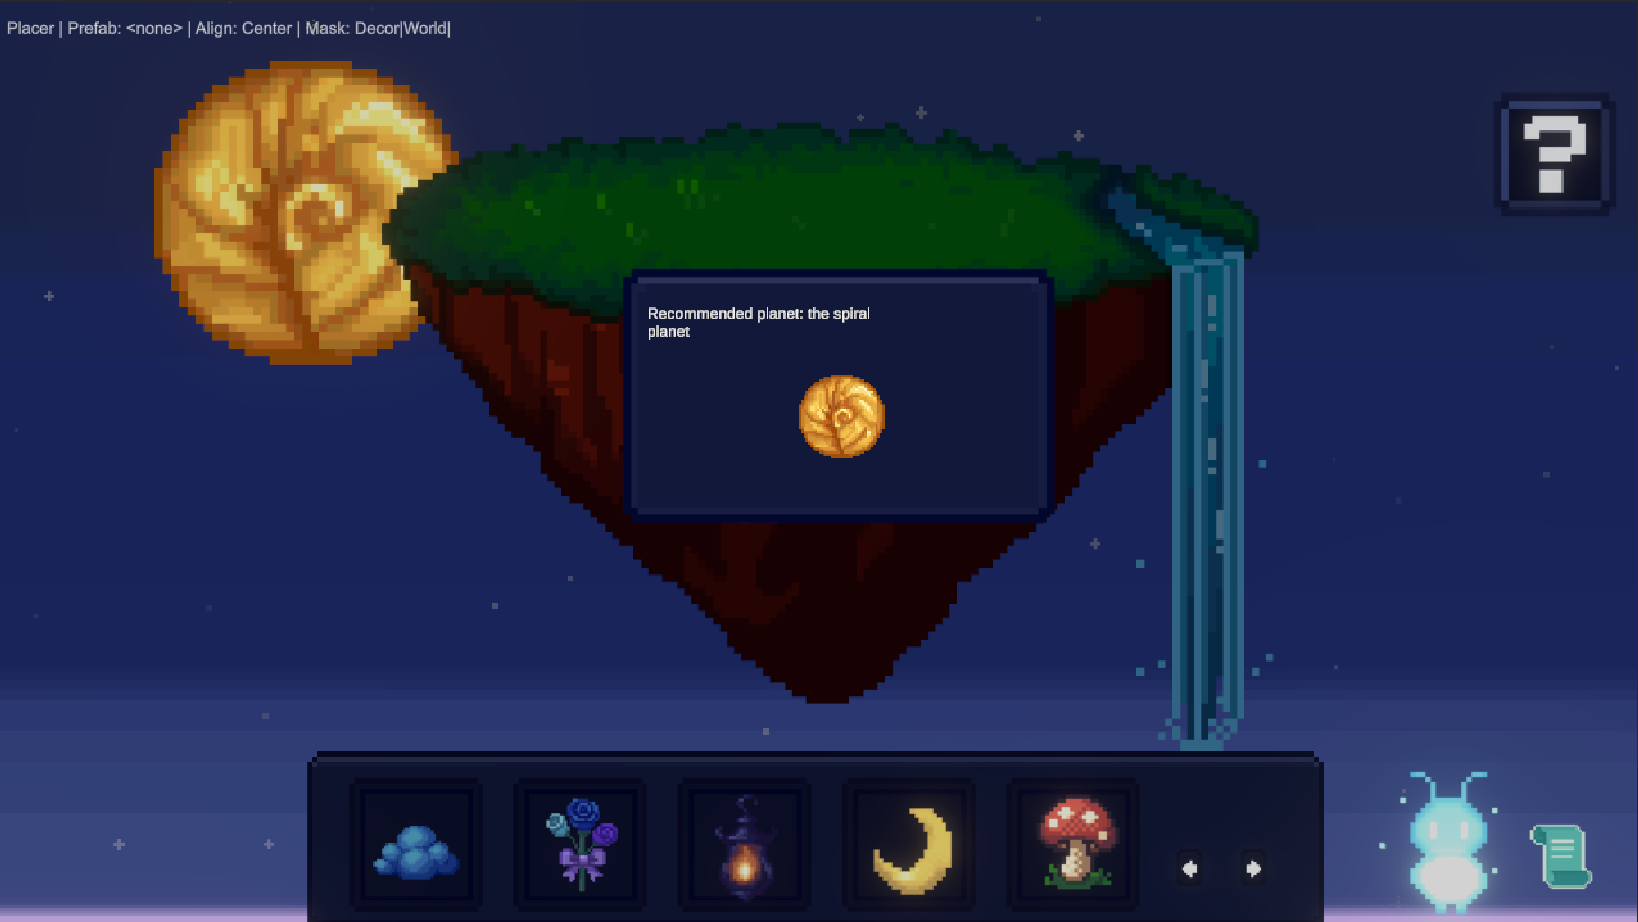 Placer | Prefab: <none> | Align: Center | Mask: Decor|World|
?
Recommended planet: the spiral
planet